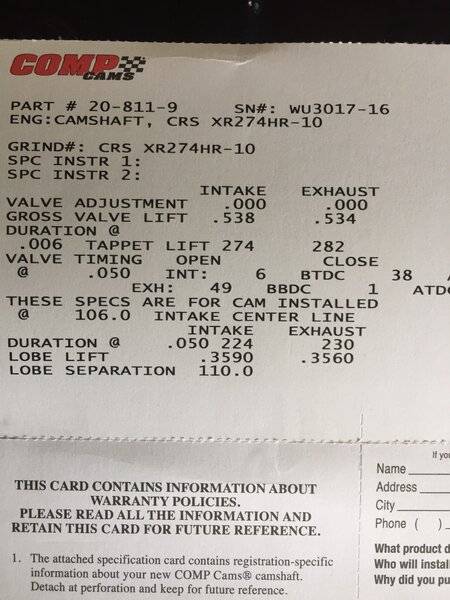 COMP
CAMS
PART # 20-811-9 SN#: WU3017-16
ENG:CAMSHAFT, CRS XR274HR-10
GRIND#: CRS XR274HR-10
SPC INSTR 1:
SPC INSTR 2:
INTAKE EXHAUST
VALVE ADJUSTMENT .000 .000
GROSS VALVE LIFT .538 .534
DURATION @
.006 TAPPET LIFT 274 282
VALVE TIMING OPEN CLOSE
@ .050 INT: 6 BTDC 38
EXH: 49 BBDC 1 ATD
THESE SPECS ARE FOR CAM INSTALLED
@ 106.0 INTAKE CENTER LINE
INTAKE EXHAUST
DURATION @ .050 224 230
LOBE LIFT .3590 .3560
LOBE SEPARATION 110.0
THIS CARD CONTAINS INFORMATION ABOUT
WARRANTY POLICIES.
PLEASE READ ALL THE INFORMATION AND
RETAIN THIS CARD FOR FUTURE REFERENCE.
1. The attached specification card contains registration-specific
information about your new COMP Cams® camshaft.
Detach at perforation and keep for future reference.
If you
Name
Address
City
Phone ( )
What product d
Who will instal
Why did you pu